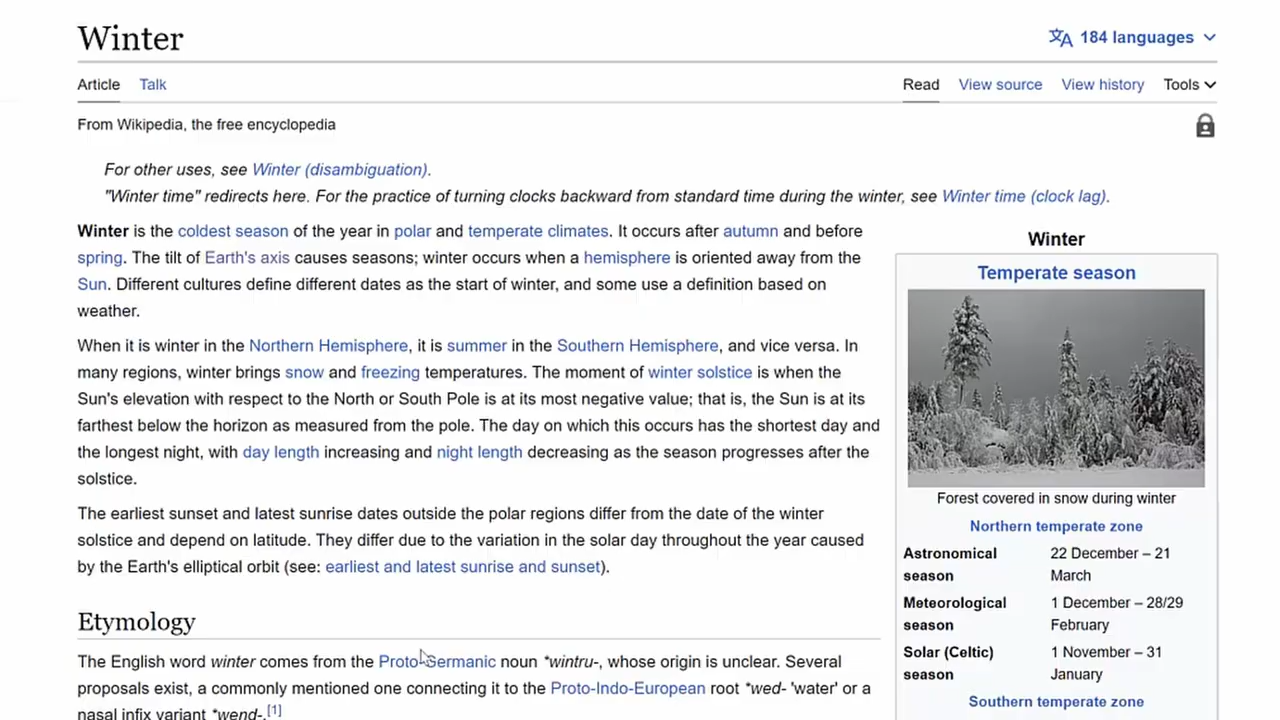 Winter
184 languages
Article Talk
Read View source View history Tools
From Wikipedia, the free encyclopedia
For other uses, see Winter (disambiguation).
"Winter time" redirects here. For the practice of turning clocks backward from standard time during the winter, see Winter time (clock lag).
Winter is the coldest season of the year in polar and temperate climates. It occurs after autumn and before
spring. The tilt of Earth's axis causes seasons; winter occurs when a hemisphere is oriented away from the
Sun. Different cultures define different dates as the start of winter, and some use a definition based on
weather.
When it is winter in the Northern Hemisphere, it is summer in the Southern Hemisphere, and vice versa. In
many regions, winter brings snow and freezing temperatures. The moment of winter solstice is when the
Sun's elevation with respect to the North or South Pole is at its most negative value; that is, the Sun is at its
farthest below the horizon as measured from the pole. The day on which this occurs has the shortest day and
the longest night, with day length increasing and night length decreasing as the season progresses after the
solstice.
The earliest sunset and latest sunrise dates outside the polar regions differ from the date of the winter
solstice and depend on latitude. They differ due to the variation in the solar day throughout the year caused
by the Earth's elliptical orbit (see: earliest and latest sunrise and sunset).
Etymology
The English word winter comes from the Proto-Germanic noun *wintru-, whose origin is unclear. Several
proposals exist, a commonly mentioned one connecting it to the Proto-Indo-European root *wed- 'water' or a
nasal infix variant *wend-.[1]
Winter
Temperate season
Forest covered in snow during winter
Northern temperate zone
Astronomical 22 December – 21
season March
Meteorological 1 December – 28/29
season February
Solar (Celtic) 1 November – 31
season January
Southern temperate zone